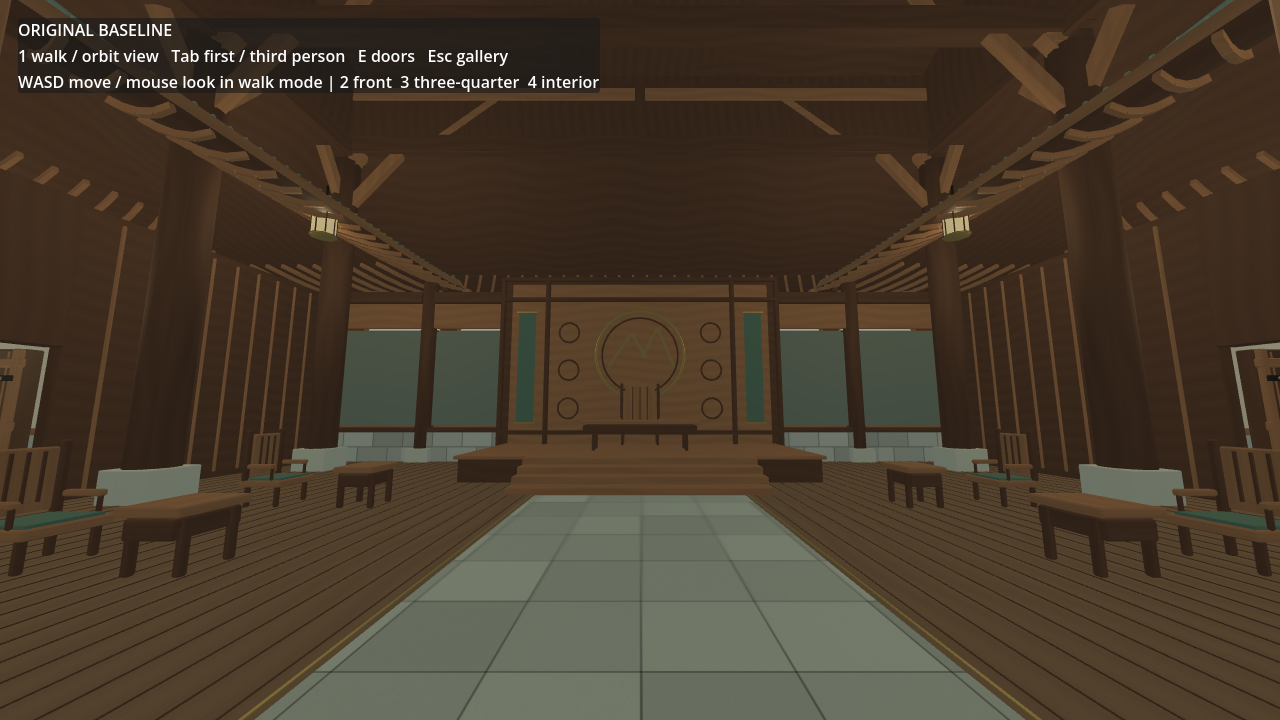 ORIGINAL BASELINE
1 walk / orbit view   Tab first / third person   E doors   Esc gallery
WASD move / mouse look in walk mode | 2 front  3 three-quarter  4 interior